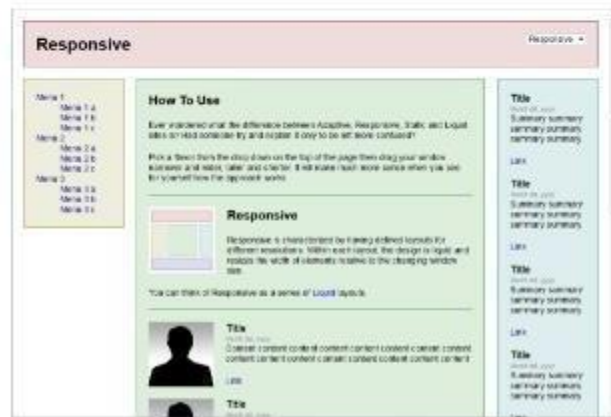 Responsive
Responsive
Menu 1
Menu 1 a
Menu 1 b
Menu 1 c
Menu 2
Menu 2 a
Menu 2 b
Menu 2 c
Menu 3
Menu 3 a
Menu 3 b
Menu 3 c
How To Use
Ever wondered what the difference between Adaptive, Responsive, Static and Liquid
sites is? Had someone try and explain it only to be left more confused?
Pick a from the drop down on the top of the page then drag your window
narrower and wider, taller and shorter. It will make much more sense when you see
for yourself how the approach works.
Responsive
Responsive is characterized by having defined layouts for
different resolutions. Within each layout, the design is liquid and
resizes the width of elements relative to the changing window
size.
You can think of Responsive as a series of Liquid layouts.
Title
Content content content content content content content content
content content content content content content content content
Link
Title
Title
Summary summary
summary summary
summary summary.
Link
Title
Summary summary
summary summary
summary summary.
Link
Title
Summary summary
summary summary
summary summary.
Link
Title
Summary summary
summary summary
summary summary.